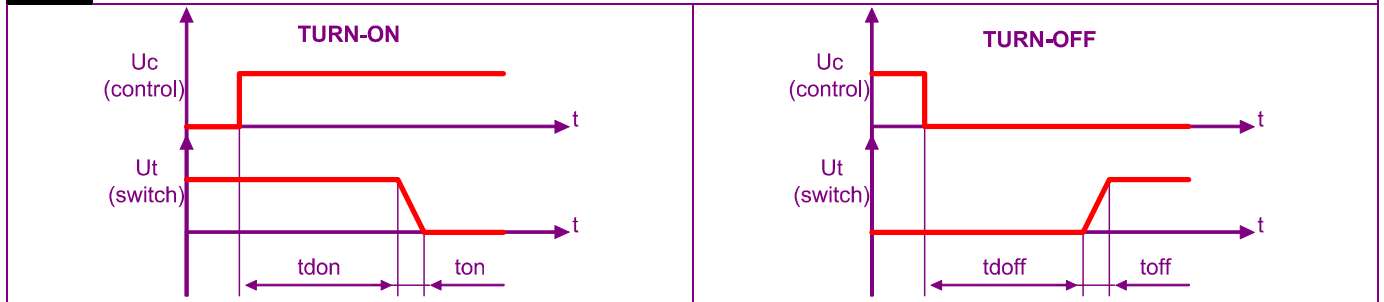 TURN-ON
Uc
(control)
t
Ut
(switch)
t
tdon
ton
TURN-OFF
Uc
(control)
t
Ut
(switch)
t
tdoff
toff